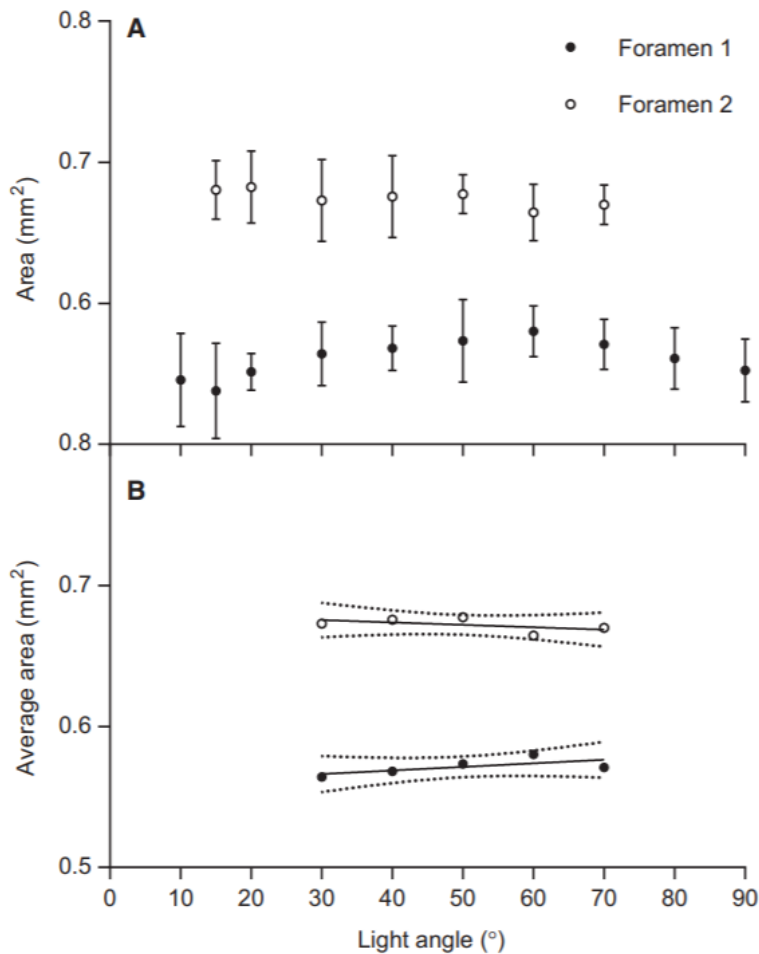 A
Foramen 1
Foramen 2
0.8
0.7
0.6
0.8
Area (mm²)
B
0.7
0.6
0.5
Average area (mm²)
0 10 20 30 40 50 60 70 80 90
Light angle (°)